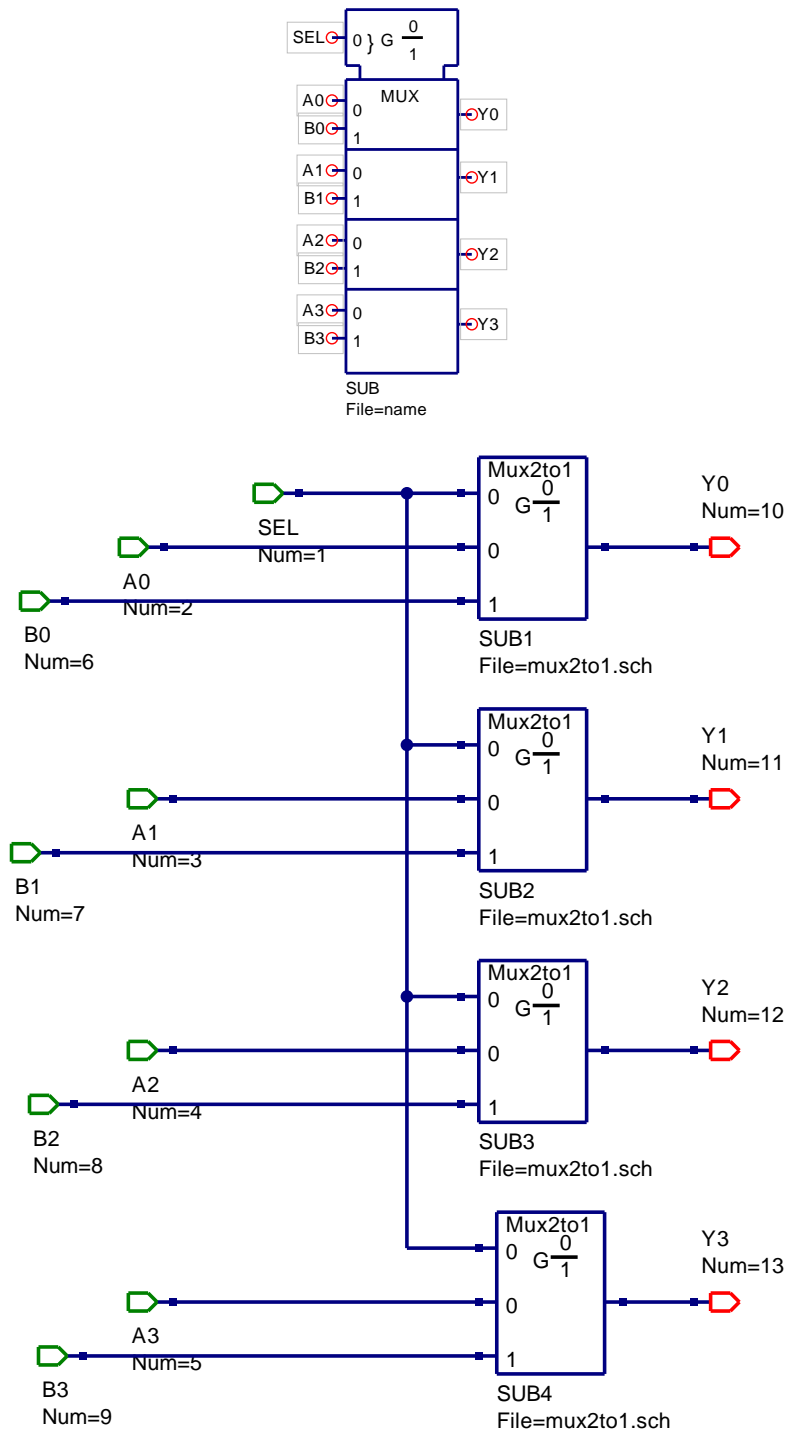 SEL 0 } G 0
1
MUX
A0 0 Y0
B0 1
A1 0 Y1
B1 1
A2 0 Y2
B2 1
A3 0 Y3
B3 1
SUB
File=name
Mux2to1
0 G 0
1
SEL
Num=1
0
A0
Num=2
1
B0
Num=6
Y0
Num=10
SUB1
File=mux2to1.sch
Mux2to1
0 G 0
1
0
A1
Num=3
1
B1
Num=7
Y1
Num=11
SUB2
File=mux2to1.sch
Mux2to1
0 G 0
1
0
A2
Num=4
1
B2
Num=8
Y2
Num=12
SUB3
File=mux2to1.sch
Mux2to1
0 G 0
1
0
A3
Num=5
1
B3
Num=9
Y3
Num=13
SUB4
File=mux2to1.sch